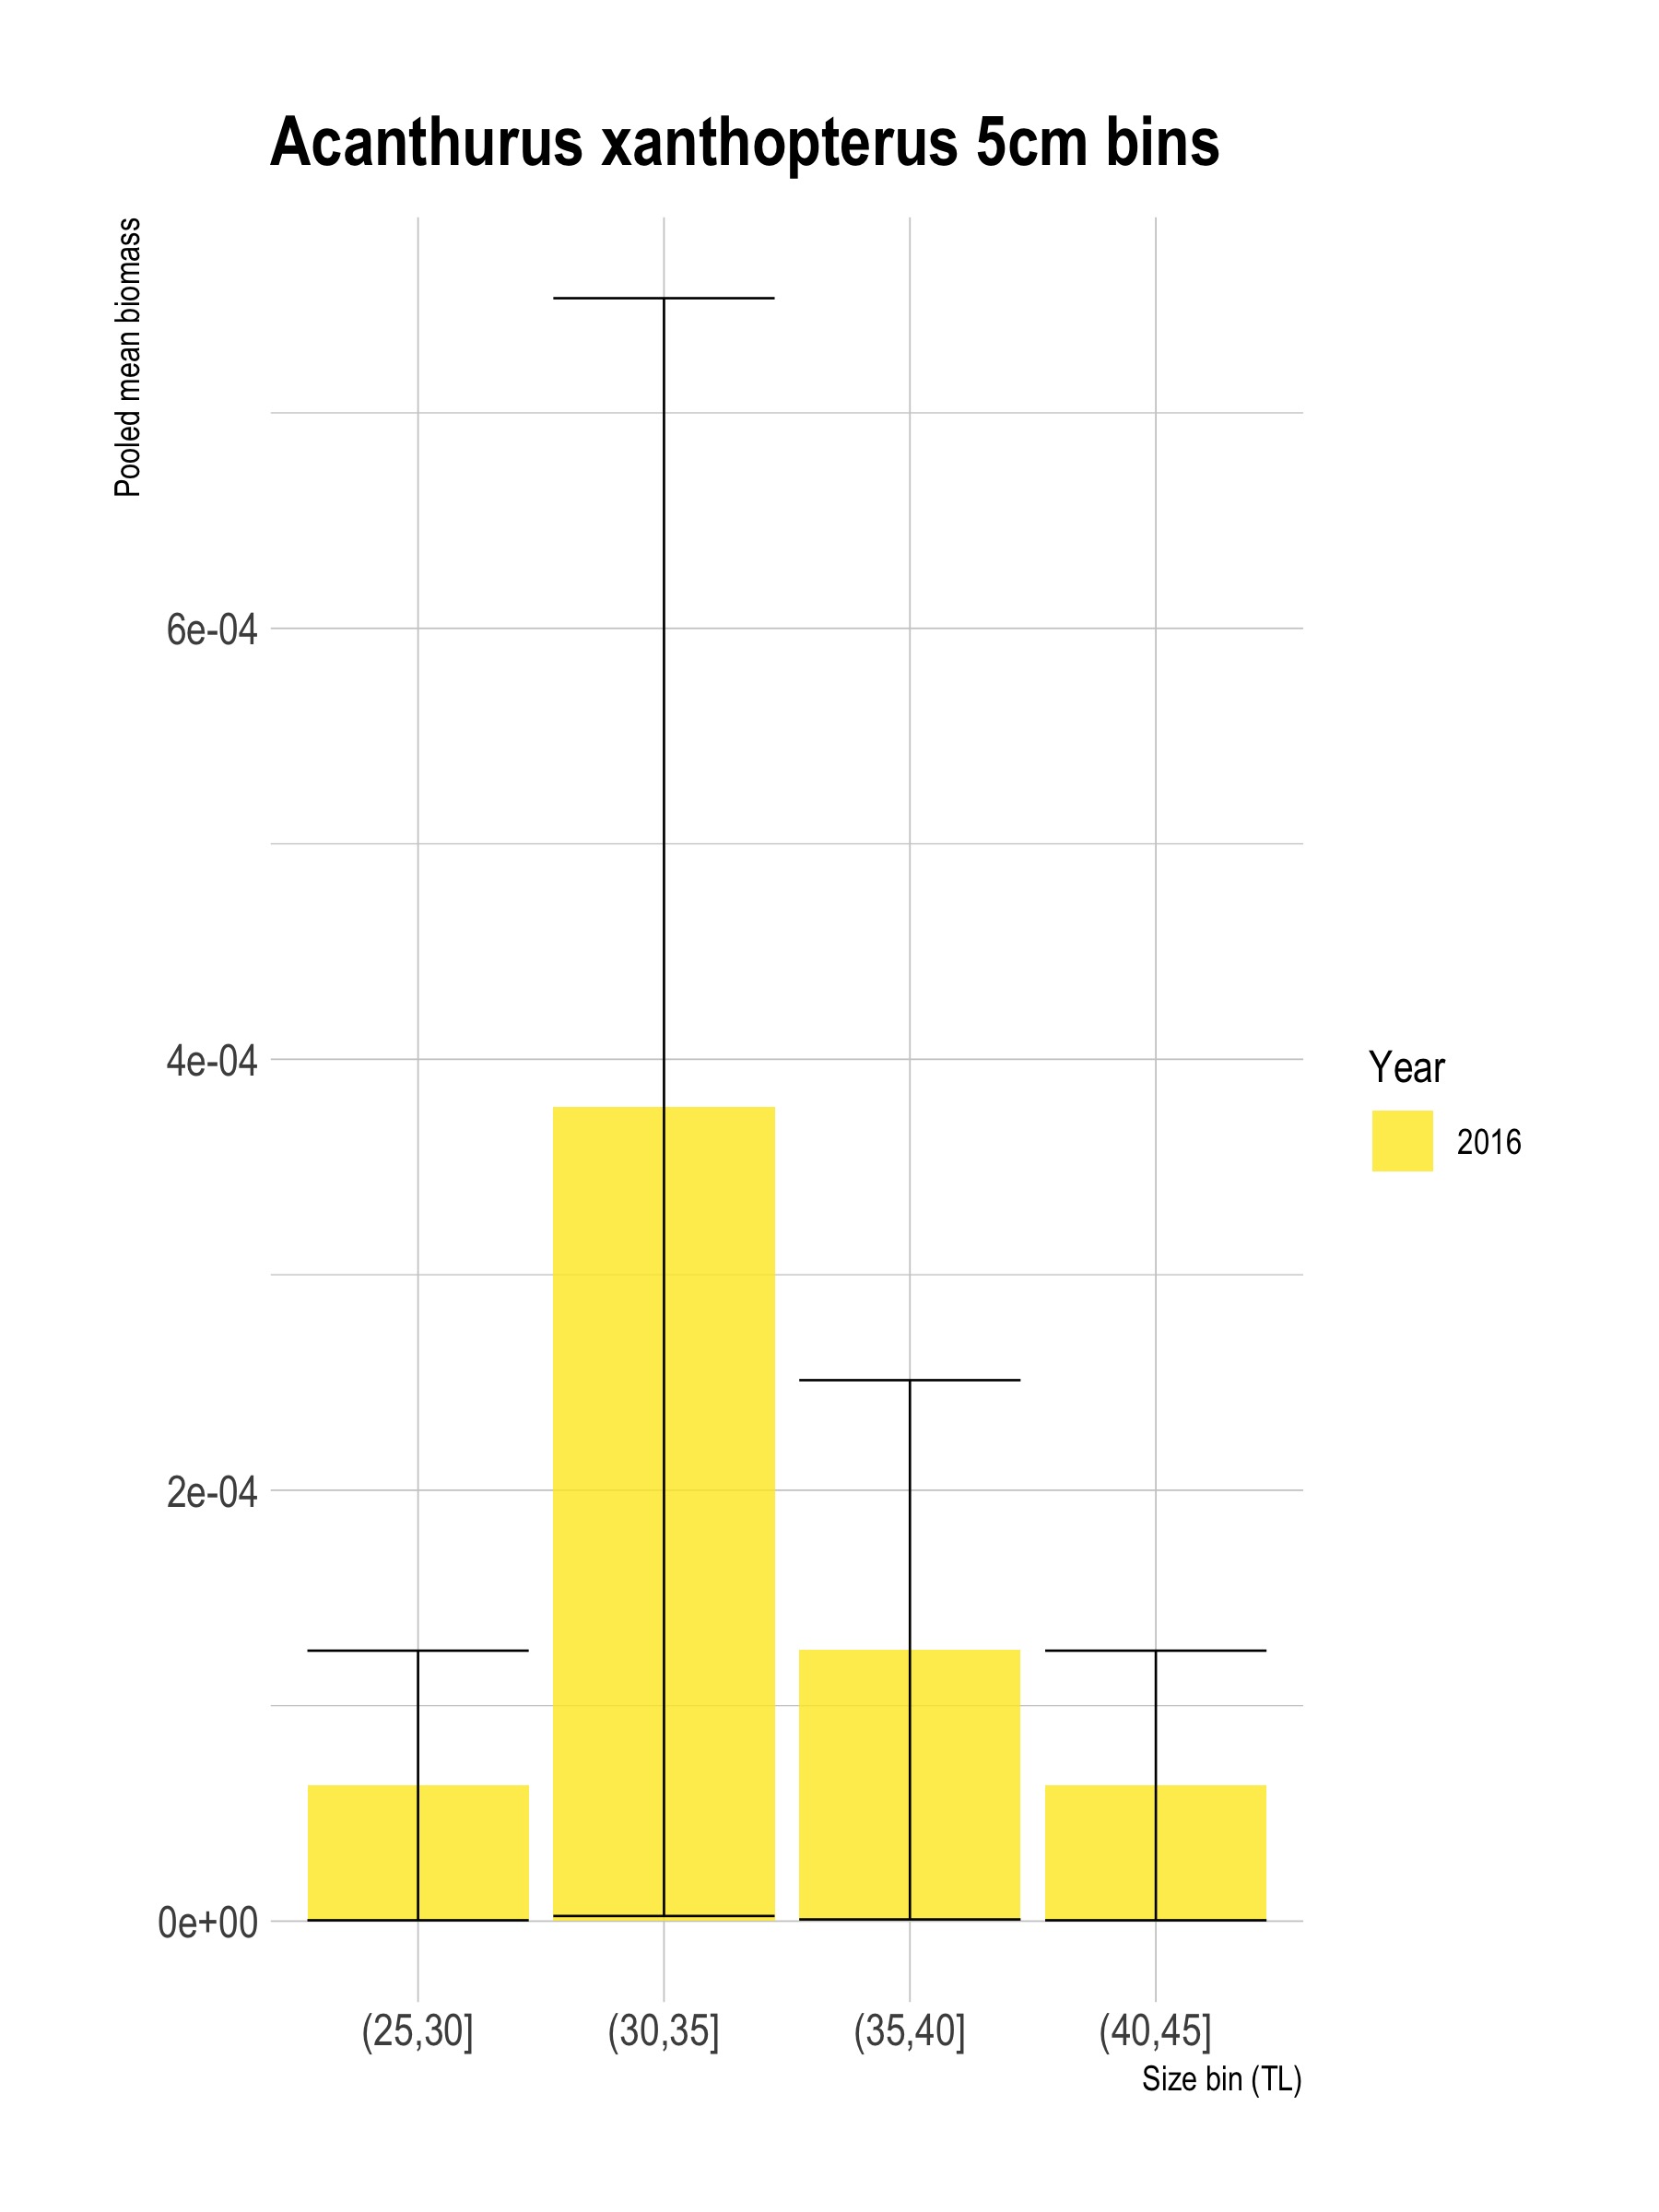 Acanthurus xanthopterus 5cm bins
Pooled mean biomass
6e-04
4e-04
2e-04
0e+00
(25,30]
(30,35]
(35,40]
(40,45]
Size bin (TL)
Year
2016